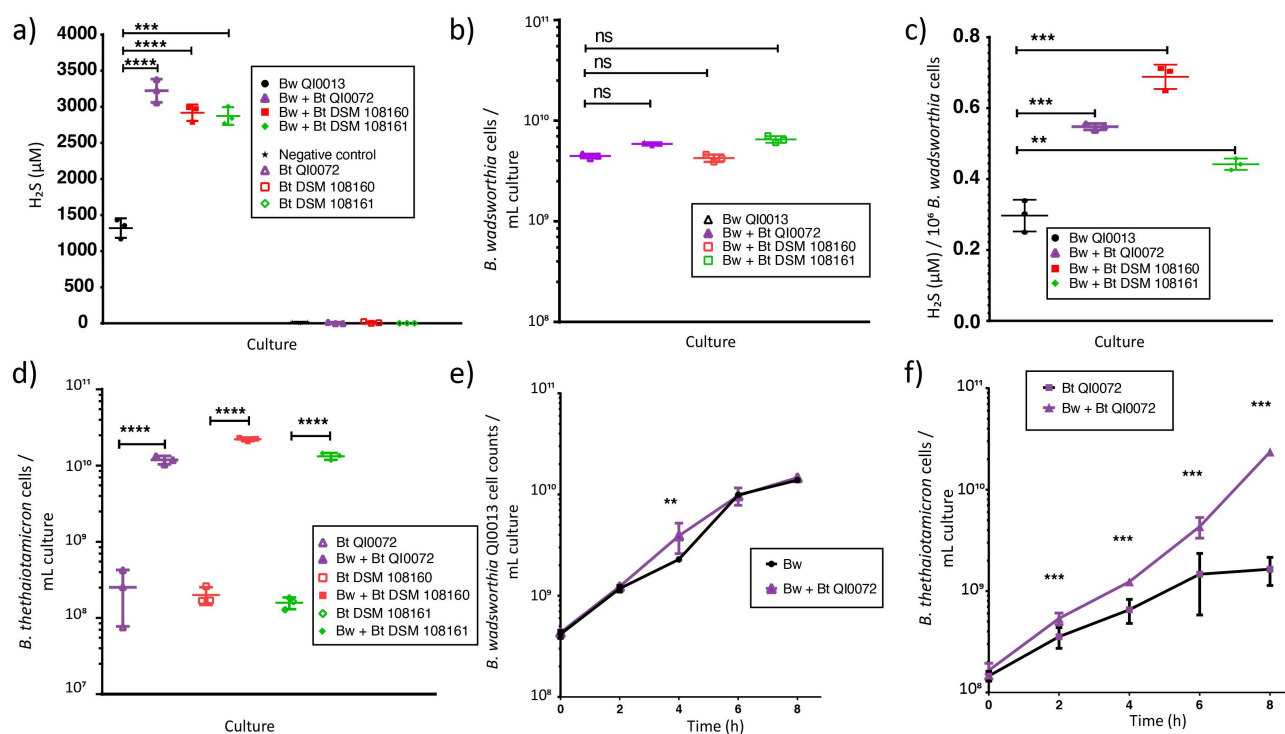 a)
H₂S (µM)
4000
3500
3000
2500
2000
1500
1000
500
0
***
****
****
Bw QI0013
Bw + Bt QI0072
Bw + Bt DSM 108160
Bw + Bt DSM 108161
Negative control
Bt QI0072
Bt DSM 108160
Bt DSM 108161
Culture
b)
B. wadsworthia cells /
mL culture
10¹¹
10¹⁰
10⁹
10⁸
ns
ns
ns
Bw QI0013
Bw + Bt QI0072
Bw + Bt DSM 108160
Bw + Bt DSM 108161
Culture
c)
H₂S (µM) / 10⁶ B. wadsworthia cells
0.8
0.6
0.4
0.2
0.0
***
***
**
Bw QI0013
Bw + Bt QI0072
Bw + Bt DSM 108160
Bw + Bt DSM 108161
Culture
d)
B. thethaiotamicron cells /
mL culture
10¹¹
10¹⁰
10⁹
10⁸
10⁷
****
****
****
Bt QI0072
Bw + Bt QI0072
Bt DSM 108160
Bw + Bt DSM 108160
Bt DSM 108161
Bw + Bt DSM 108161
Culture
e)
B. wadsworthia QI0013 cell counts /
mL culture
10¹¹
10¹⁰
10⁹
10⁸
**
Bw
Bw + Bt QI0072
0 2 4 6 8
Time (h)
f)
B. thethaiotamicron cells /
mL culture
10¹¹
10¹⁰
10⁹
10⁸
Bt QI0072
Bw + Bt QI0072
***
***
***
***
0 2 4 6 8
Time (h)